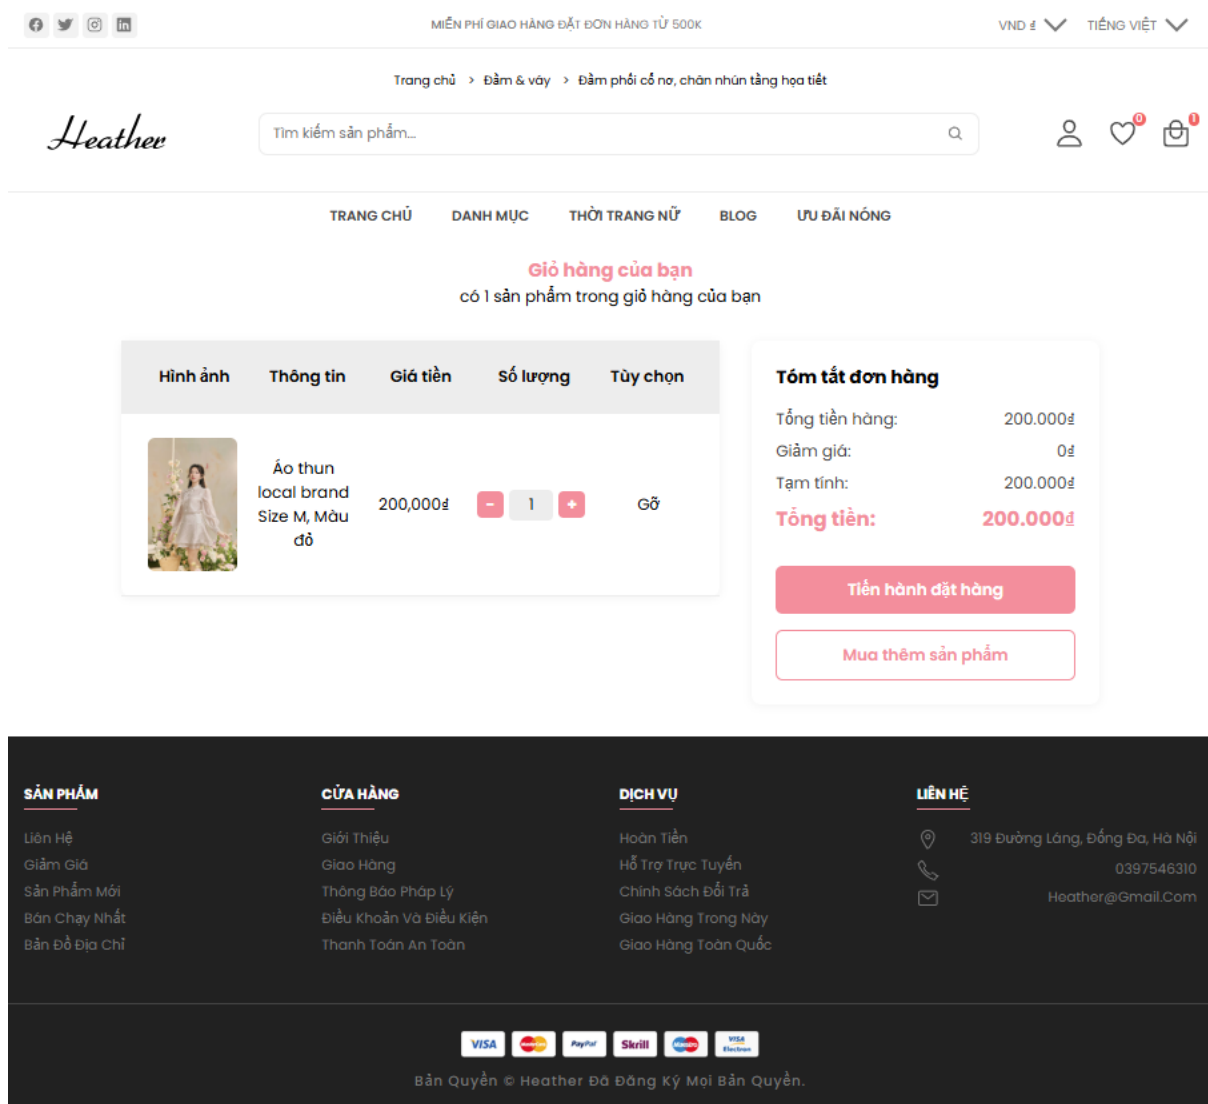 MIỄN PHÍ GIAO HÀNG ĐẶT ĐƠN HÀNG TỪ 500K
VND ₫
TIẾNG VIỆT
Trang chủ > Đầm & váy > Đầm phối cổ nơ, chân nhún tầng họa tiết
Heather
Tìm kiếm sản phẩm...
0
1
TRANG CHỦ
DANH MỤC
THỜI TRANG NỮ
BLOG
ƯU ĐÃI NÓNG
Giỏ hàng của bạn
có 1 sản phẩm trong giỏ hàng của bạn
Hình ảnh
Thông tin
Giá tiền
Số lượng
Tùy chọn
Áo thun
local brand
Size M, Màu
đỏ
200,000₫
-
1
+
Gỡ
Tóm tắt đơn hàng
Tổng tiền hàng: 200.000₫
Giảm giá: 0₫
Tạm tính: 200.000₫
Tổng tiền: 200.000₫
Tiến hành đặt hàng
Mua thêm sản phẩm
SẢN PHẨM
Liên Hệ
Giảm Giá
Sản Phẩm Mới
Bán Chạy Nhất
Bản Đồ Địa Chỉ
CỬA HÀNG
Giới Thiệu
Giao Hàng
Thông Báo Pháp Lý
Điều Khoản Và Điều Kiện
Thanh Toán An Toàn
DỊCH VỤ
Hoàn Tiền
Hỗ Trợ Trực Tuyến
Chính Sách Đổi Trả
Giao Hàng Trong Này
Giao Hàng Toàn Quốc
LIÊN HỆ
319 Đường Láng, Đống Đa, Hà Nội
0397546310
Heather@Gmail.Com
VISA
MasterCard
PayPal
Skrill
Maestro
VISA
Electron
Bản Quyền © Heather Đã Đăng Ký Mọi Bản Quyền.